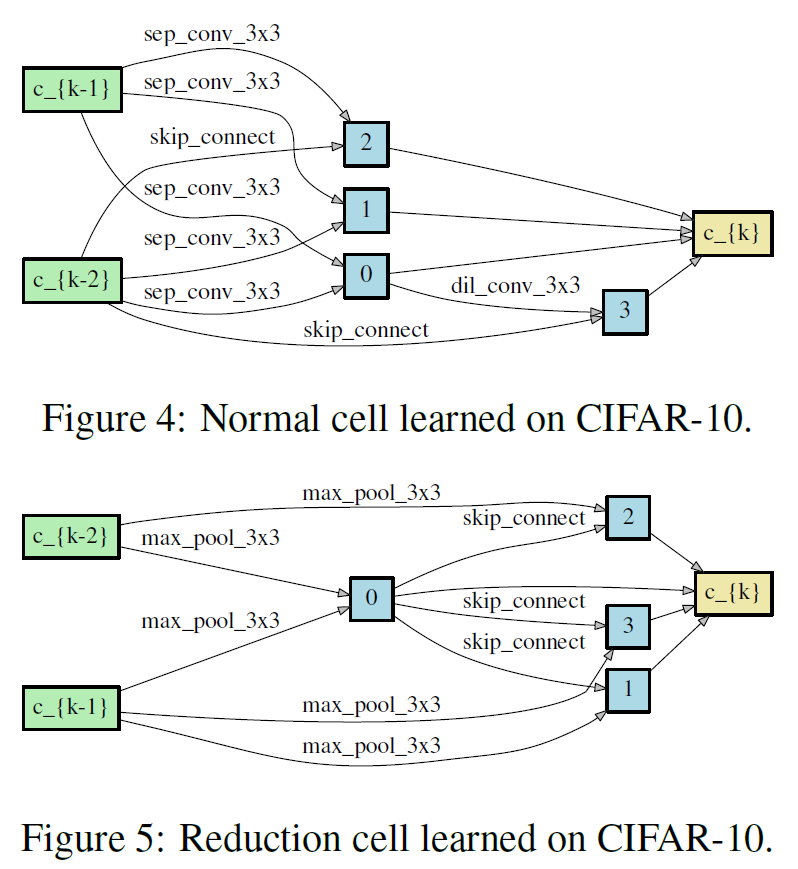 sep_conv_3x3
c_{k-1}
sep_conv_3x3
skip_connect
2
sep_conv_3x3
1
sep_conv_3x3
c_{k}
c_{k-2}
0
sep_conv_3x3
dil_conv_3x3
3
skip_connect
Figure 4: Normal cell learned on CIFAR-10.
max_pool_3x3
c_{k-2}
skip_connect
2
max_pool_3x3
0
c_{k}
skip_connect
max_pool_3x3
3
skip_connect
1
c_{k-1}
max_pool_3x3
max_pool_3x3
Figure 5: Reduction cell learned on CIFAR-10.